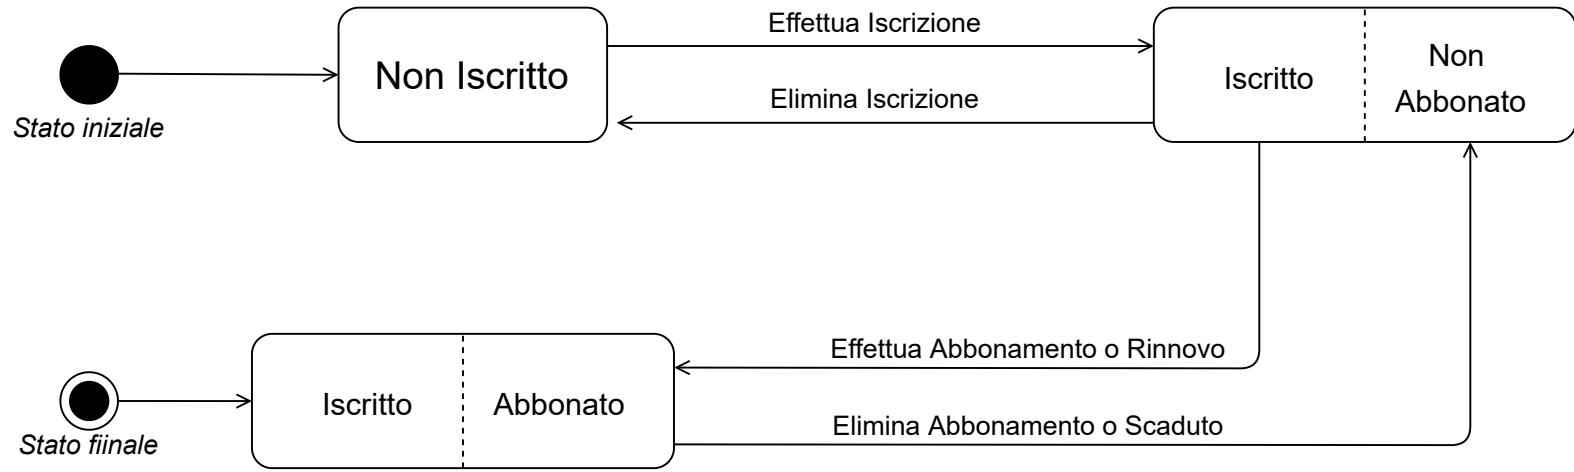 Effettua Iscrizione
Non Iscritto
Iscritto
Non
Abbonato
Elimina Iscrizione
Stato iniziale
Effettua Abbonamento o Rinnovo
Iscritto
Abbonato
Elimina Abbonamento o Scaduto
Stato fiinale